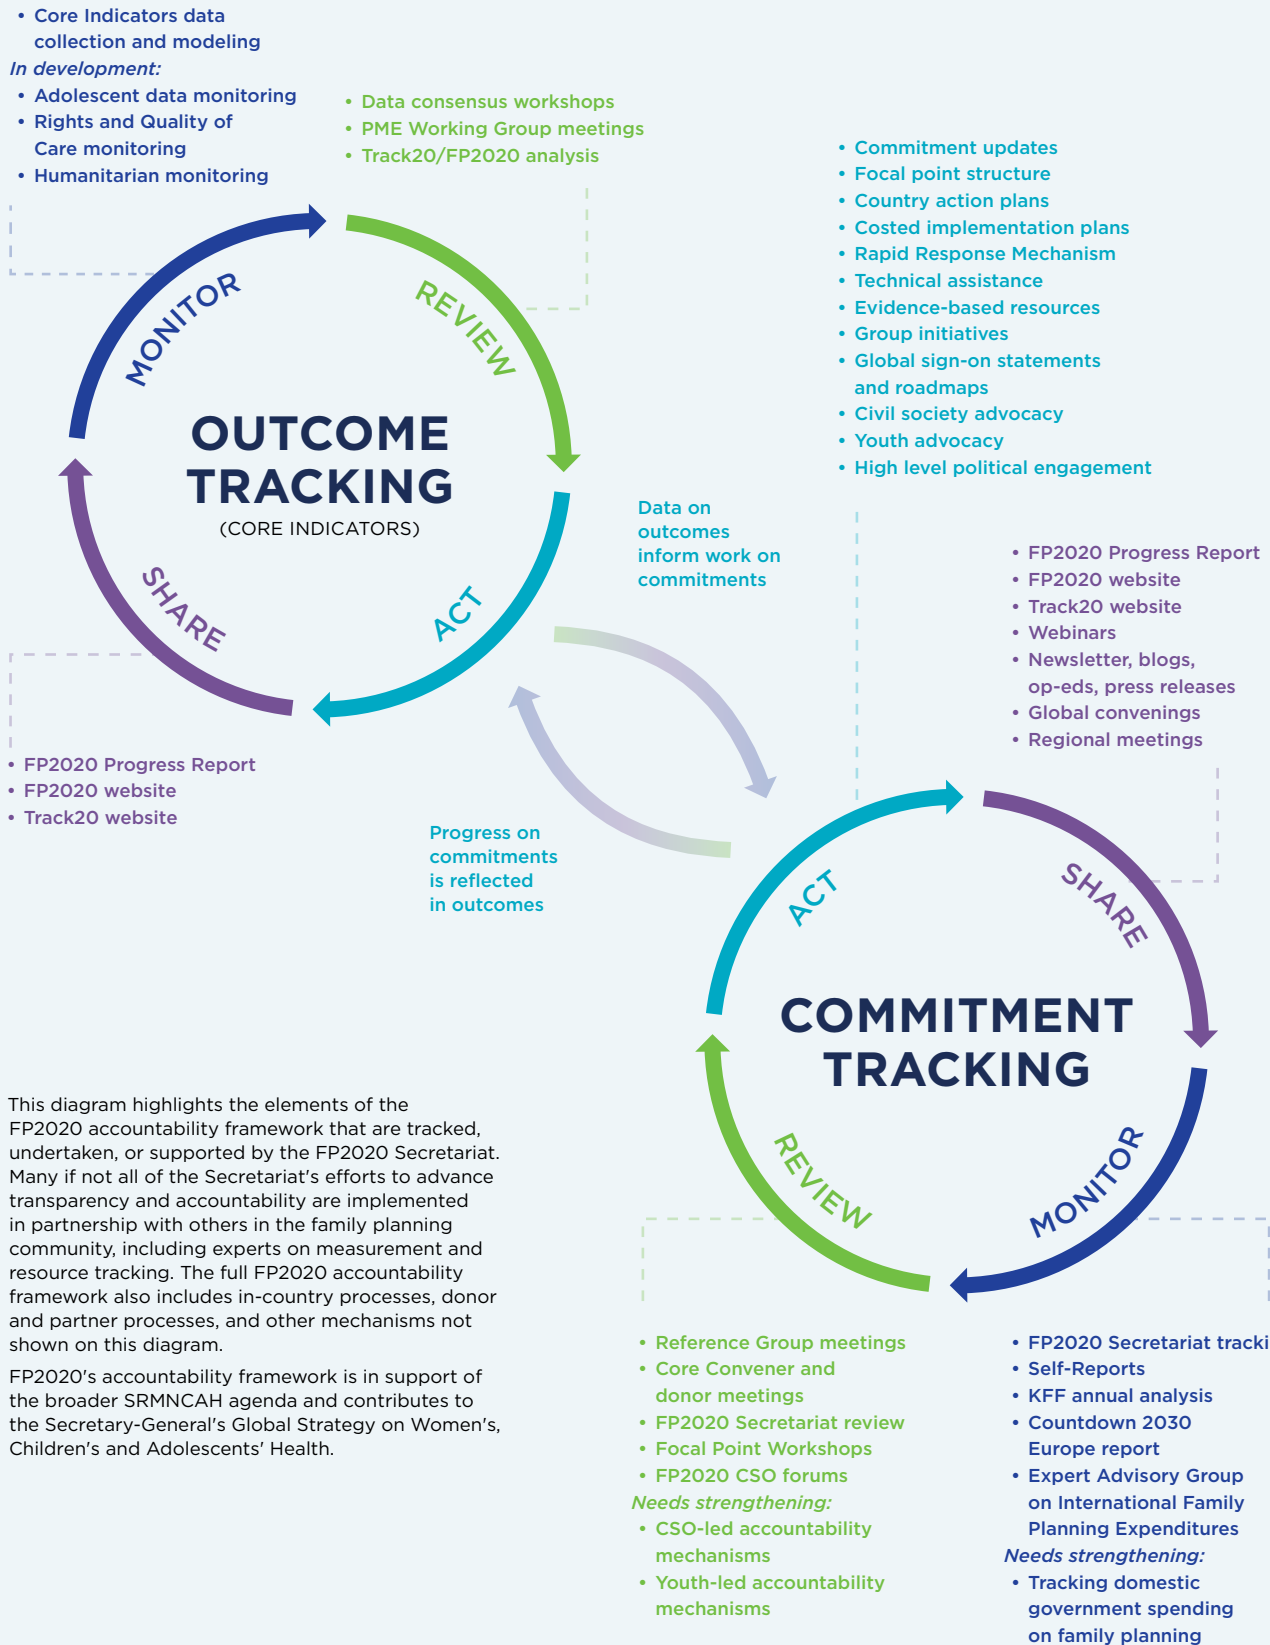 • Core Indicators data
collection and modeling
In development:
• Adolescent data monitoring
• Rights and Quality of
Care monitoring
• Humanitarian monitoring
• Data consensus workshops
• PME Working Group meetings
• Track20/FP2020 analysis
• Commitment updates
• Focal point structure
• Country action plans
• Costed implementation plans
• Rapid Response Mechanism
• Technical assistance
• Evidence-based resources
• Group initiatives
• Global sign-on statements
and roadmaps
• Civil society advocacy
• Youth advocacy
• High level political engagement
MONITOR
REVIEW
OUTCOME
TRACKING
(CORE INDICATORS)
SHARE
ACT
Data on
outcomes
inform work on
commitments
• FP2020 Progress Report
• FP2020 website
• Track20 website
• Webinars
• Newsletter, blogs,
op-eds, press releases
• Global convenings
• Regional meetings
• FP2020 Progress Report
• FP2020 website
• Track20 website
Progress on
commitments
is reflected
in outcomes
ACT
SHARE
COMMITMENT
TRACKING
REVIEW
MONITOR
This diagram highlights the elements of the
FP2020 accountability framework that are tracked,
undertaken, or supported by the FP2020 Secretariat.
Many if not all of the Secretariat's efforts to advance
transparency and accountability are implemented
in partnership with others in the family planning
community, including experts on measurement and
resource tracking. The full FP2020 accountability
framework also includes in-country processes, donor
and partner processes, and other mechanisms not
shown on this diagram.
FP2020's accountability framework is in support of
the broader SRMNCAH agenda and contributes to
the Secretary-General's Global Strategy on Women's,
Children's and Adolescents' Health.
• Reference Group meetings
• Core Convener and
donor meetings
• FP2020 Secretariat review
• Focal Point Workshops
• FP2020 CSO forums
Needs strengthening:
• CSO-led accountability
mechanisms
• Youth-led accountability
mechanisms
• FP2020 Secretariat tracki
• Self-Reports
• KFF annual analysis
• Countdown 2030
Europe report
• Expert Advisory Group
on International Family
Planning Expenditures
Needs strengthening:
• Tracking domestic
government spending
on family planning